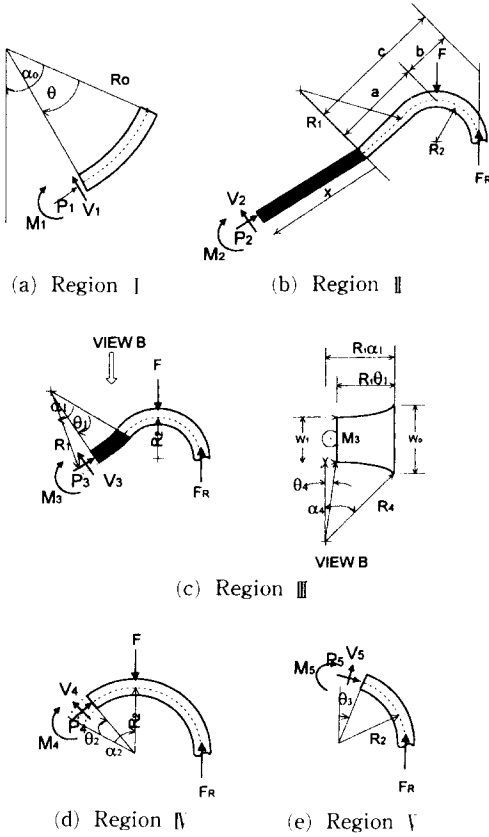 αo
θ
Ro
M1
P1
V1
(a) Region Ⅰ
c
b
F
a
R1
R2
FR
V2
x
M2
P2
(b) Region Ⅱ
VIEW B
F
α1
θ1
R1
R2
M3
P3
V3
FR
R1α1
R1θ1
w1
M3
wo
θ4
α4
R4
VIEW B
(c) Region Ⅲ
F
V4
P4
R2
M4
θ2
α2
FR
(d) Region Ⅳ
M5
P5
V5
θ3
R2
FR
(e) Region Ⅴ